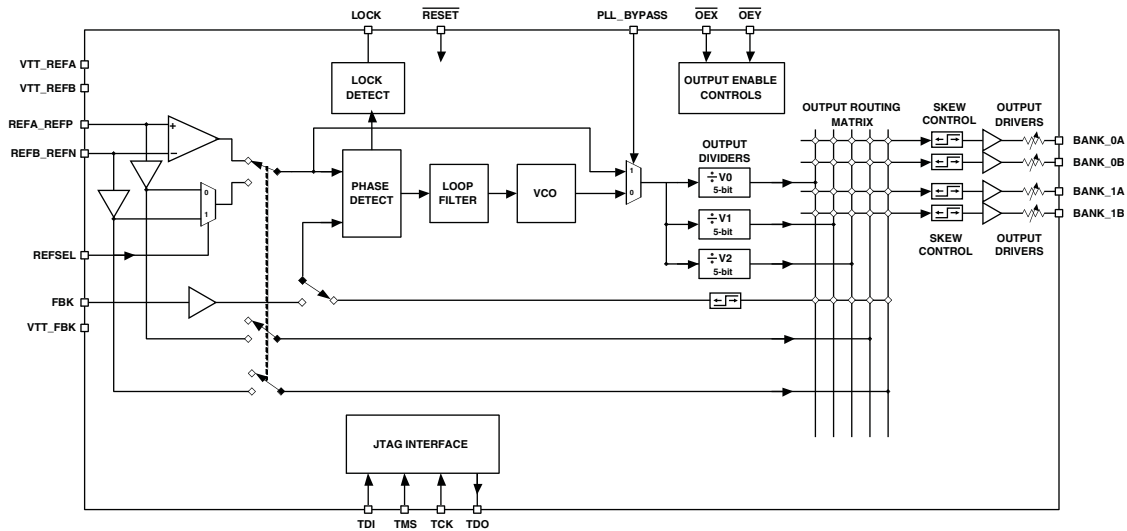 LOCK
RESET
PLL_BYPASS
OEX
OEY
VTT_REFA
VTT_REFB
REFA_REFP
REFB_REFN
REFSEL
FBK
VTT_FBK
LOCK
DETECT
OUTPUT ENABLE
CONTROLS
+
−
0
1
PHASE
DETECT
LOOP
FILTER
VCO
1
0
OUTPUT
DIVIDERS
÷V0
5-bit
÷V1
5-bit
÷V2
5-bit
OUTPUT ROUTING
MATRIX
SKEW
CONTROL
OUTPUT
DRIVERS
BANK_0A
BANK_0B
BANK_1A
BANK_1B
SKEW
CONTROL
OUTPUT
DRIVERS
JTAG INTERFACE
TDI
TMS
TCK
TDO